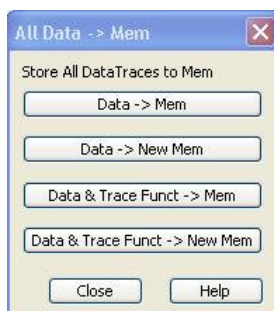 All Data -> Mem
Store All DataTraces to Mem
Data -> Mem
Data -> New Mem
Data & Trace Funct -> Mem
Data & Trace Funct -> New Mem
Close Help